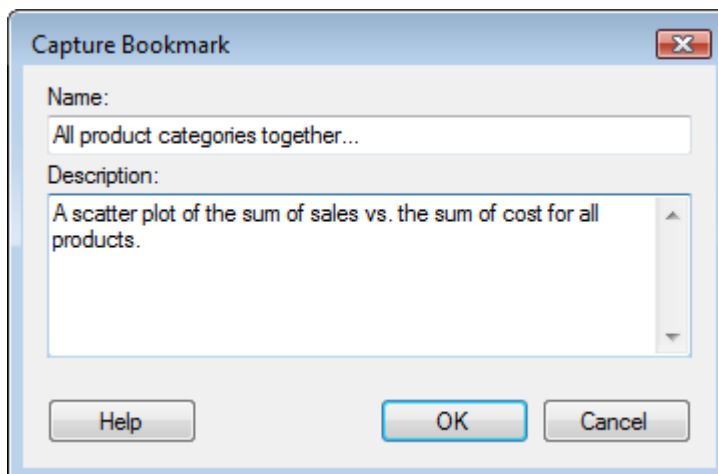 Capture Bookmark
Name:
All product categories together...
Description:
A scatter plot of the sum of sales vs. the sum of cost for all
products.
Help
OK
Cancel